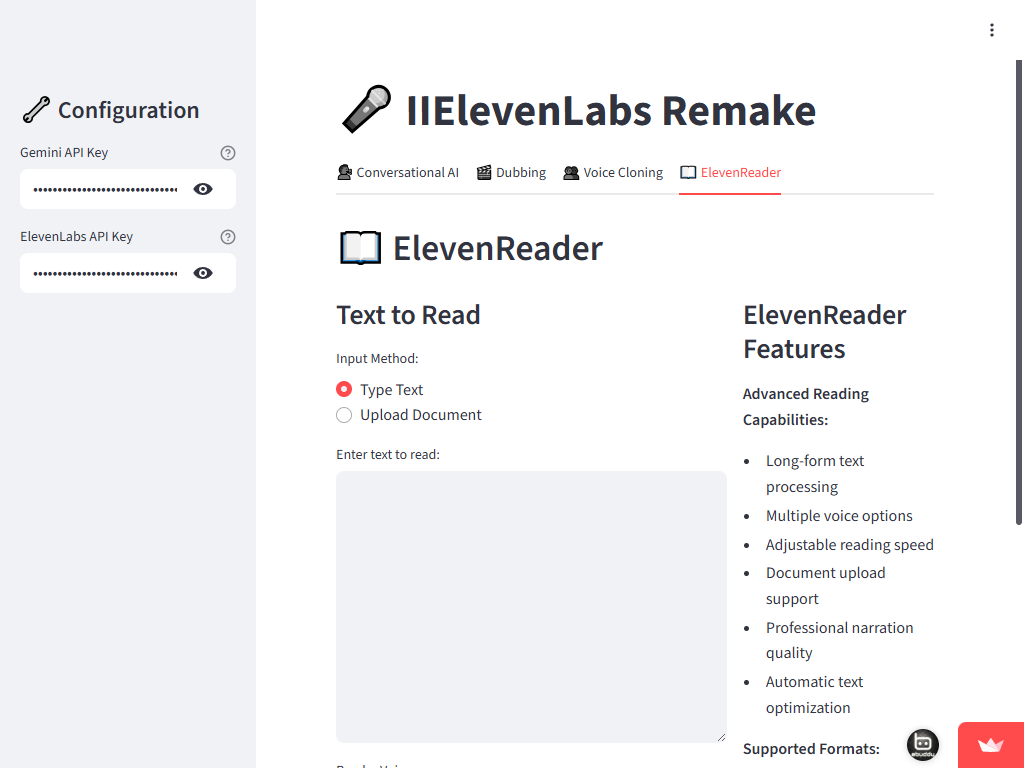 Configuration
Gemini API Key
ElevenLabs API Key
IIElevenLabs Remake
Conversational AI
Dubbing
Voice Cloning
ElevenReader
ElevenReader
Text to Read
Input Method:
Type Text
Upload Document
Enter text to read:
ElevenReader
Features
Advanced Reading
Capabilities:
Long-form text
processing
Multiple voice options
Adjustable reading speed
Document upload
support
Professional narration
quality
Automatic text
optimization
Supported Formats: